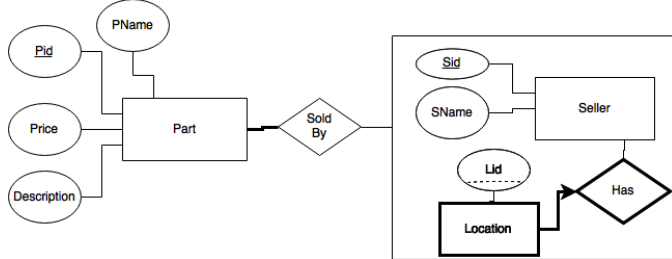 PName
Pid
Price
Description
Part
Sold
By
Sid
SName
Seller
Lid
Location
Has